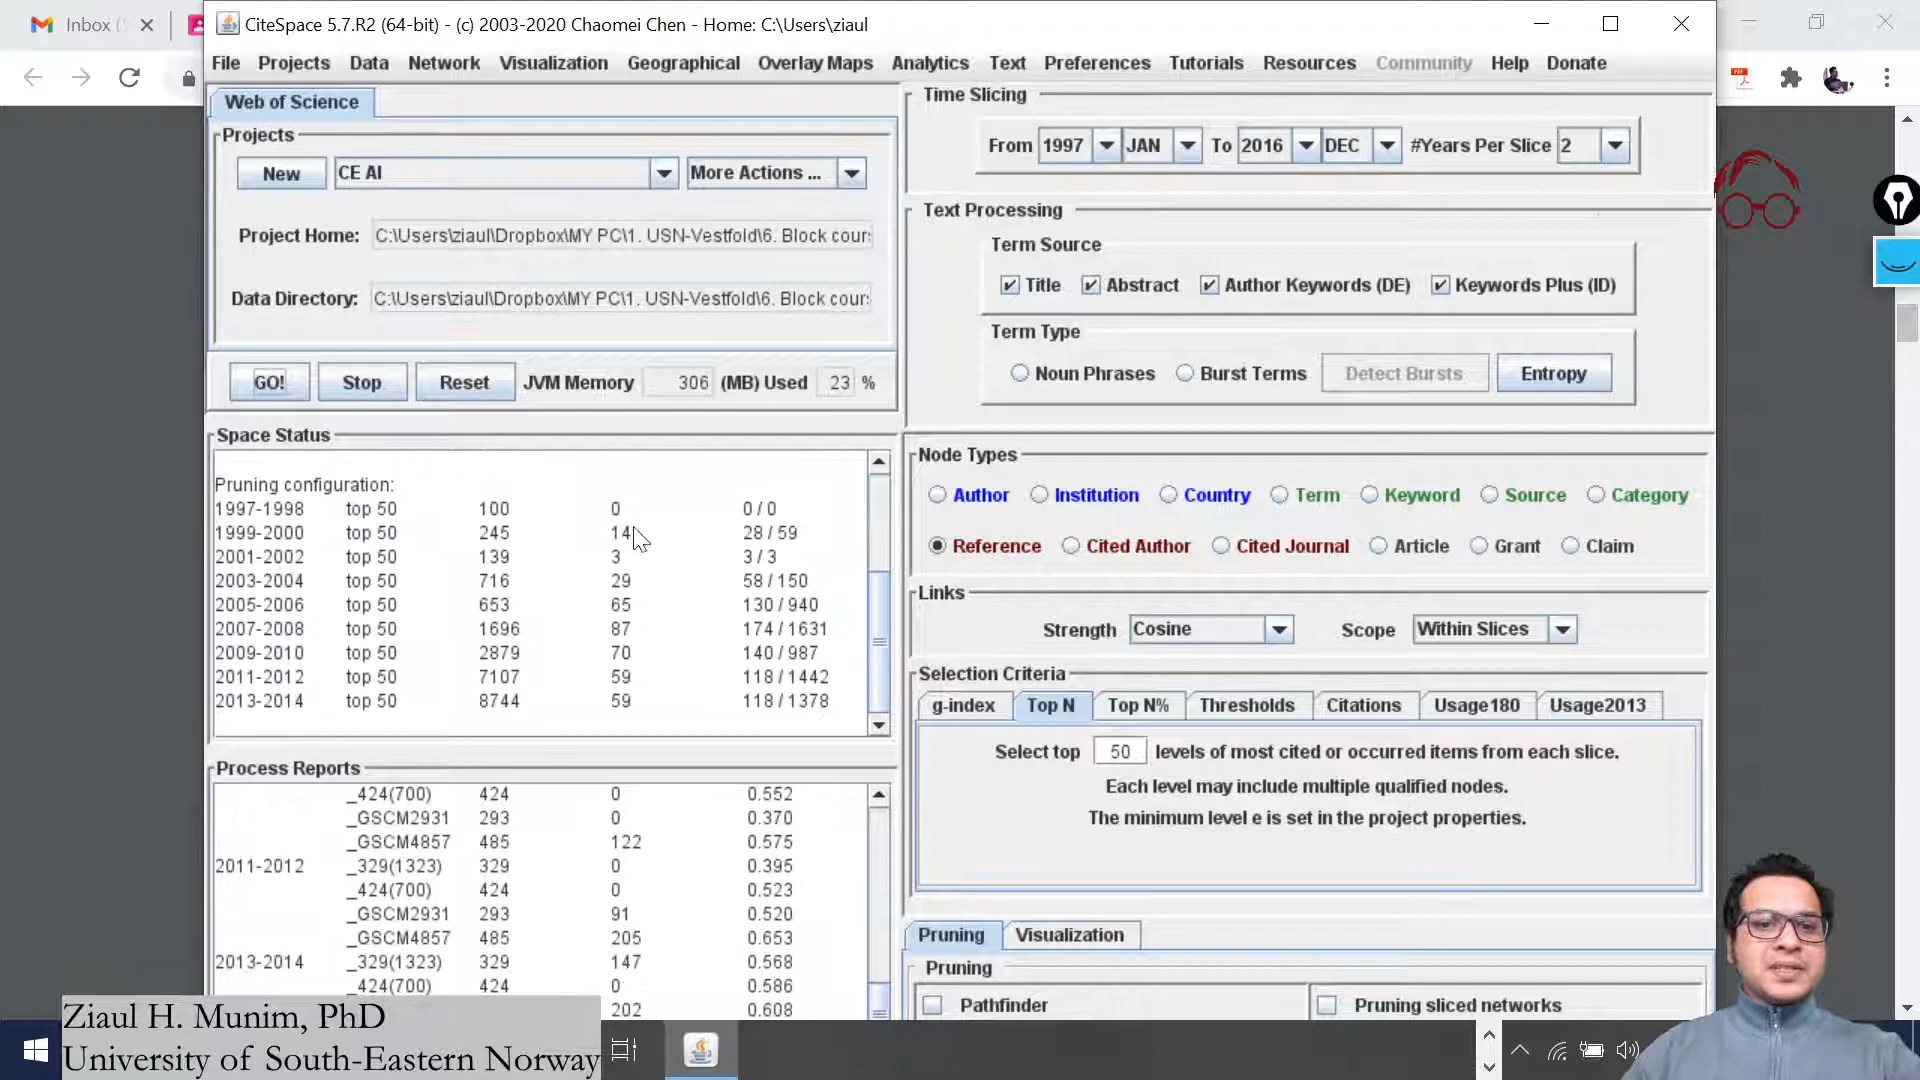 Inbox (
CiteSpace 5.7.R2 (64-bit) - (c) 2003-2020 Chaomei Chen - Home: C:\Users\ziaul
File Projects Data Network Visualization Geographical Overlay Maps Analytics Text Preferences Tutorials Resources Community Help Donate
Web of Science
Projects
New CE AI More Actions ...
Project Home: C:\Users\ziaul\Dropbox\MY PC\1. USN-Vestfold\6. Block cour
Data Directory: C:\Users\ziaul\Dropbox\MY PC\1. USN-Vestfold\6. Block cour
GO! Stop Reset JVM Memory 306 (MB) Used 23 %
Space Status
Pruning configuration:
1997-1998 top 50 100 0 0 / 0
1999-2000 top 50 245 14 28 / 59
2001-2002 top 50 139 3 3 / 3
2003-2004 top 50 716 29 58 / 150
2005-2006 top 50 653 65 130 / 940
2007-2008 top 50 1696 87 174 / 1631
2009-2010 top 50 2879 70 140 / 987
2011-2012 top 50 7107 59 118 / 1442
2013-2014 top 50 8744 59 118 / 1378
Process Reports
_424(700) 424 0 0.552
_GSCM2931 293 0 0.370
_GSCM4857 485 122 0.575
2011-2012 _329(1323) 329 0 0.395
_424(700) 424 0 0.523
_GSCM2931 293 91 0.520
_GSCM4857 485 205 0.653
2013-2014 _329(1323) 329 147 0.568
_424(700) 424 0 0.586
202 0.608
Time Slicing
From 1997 JAN To 2016 DEC #Years Per Slice 2
Text Processing
Term Source
Title Abstract Author Keywords (DE) Keywords Plus (ID)
Term Type
Noun Phrases Burst Terms Detect Bursts Entropy
Node Types
Author Institution Country Term Keyword Source Category
Reference Cited Author Cited Journal Article Grant Claim
Links
Strength Cosine Scope Within Slices
Selection Criteria
g-index Top N Top N% Thresholds Citations Usage180 Usage2013
Select top 50 levels of most cited or occurred items from each slice.
Each level may include multiple qualified nodes.
The minimum level e is set in the project properties.
Pruning Visualization
Pruning
Pathfinder Pruning sliced networks
Ziaul H. Munim, PhD
University of South-Eastern Norway